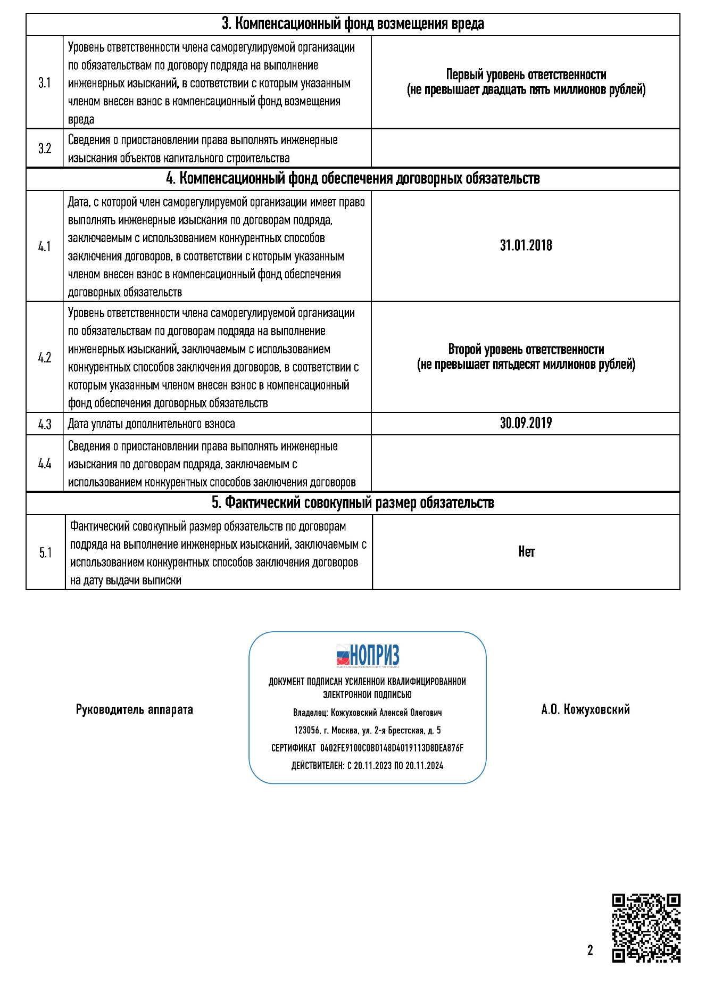 3. Компенсационный фонд возмещения вреда
3.1
Уровень ответственности члена саморегулируемой организации
по обязательствам по договору подряда на выполнение
инженерных изысканий, в соответствии с которым указанным
членом внесен взнос в компенсационный фонд возмещения
вреда
Первый уровень ответственности
(не превышает двадцать пять миллионов рублей)
3.2
Сведения о приостановлении права выполнять инженерные
изыскания объектов капитального строительства
4. Компенсационный фонд обеспечения договорных обязательств
4.1
Дата, с которой член саморегулируемой организации имеет право
выполнять инженерные изыскания по договорам подряда,
заключаемым с использованием конкурентных способов
заключения договоров, в соответствии с которым указанным
членом внесен взнос в компенсационный фонд обеспечения
договорных обязательств
31.01.2018
4.2
Уровень ответственности члена саморегулируемой организации
по обязательствам по договорам подряда на выполнение
инженерных изысканий, заключаемым с использованием
конкурентных способов заключения договоров, в соответствии с
которым указанным членом внесен взнос в компенсационный
фонд обеспечения договорных обязательств
Второй уровень ответственности
(не превышает пятьдесят миллионов рублей)
4.3
Дата уплаты дополнительного взноса
30.09.2019
4.4
Сведения о приостановлении права выполнять инженерные
изыскания по договорам подряда, заключаемым с
использованием конкурентных способов заключения договоров
5. Фактический совокупный размер обязательств
5.1
Фактический совокупный размер обязательств по договорам
подряда на выполнение инженерных изысканий, заключаемым с
использованием конкурентных способов заключения договоров
на дату выдачи выписки
Нет
Руководитель аппарата
НОПРИЗ
ДОКУМЕНТ ПОДПИСАН УСИЛЕННОЙ КВАЛИФИЦИРОВАННОЙ
ЭЛЕКТРОННОЙ ПОДПИСЬЮ
Владелец: Кожуховский Алексей Олегович
123056, г. Москва, ул. 2-я Брестская, д. 5
СЕРТИФИКАТ 0402FE9100C0B0148D4019113D8DEA876F
ДЕЙСТВИТЕЛЕН: С 20.11.2023 ПО 20.11.2024
А.О. Кожуховский
2